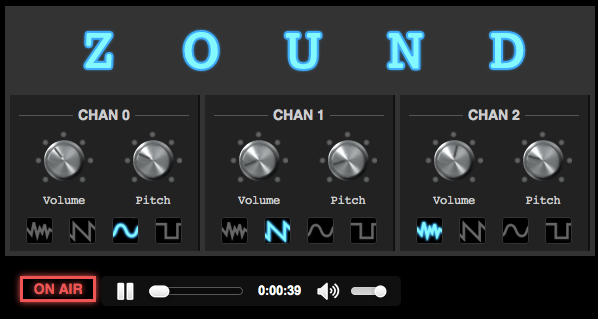 Z O U N D
CHAN 0
Volume Pitch
CHAN 1
Volume Pitch
CHAN 2
Volume Pitch
ON AIR 0:00:39